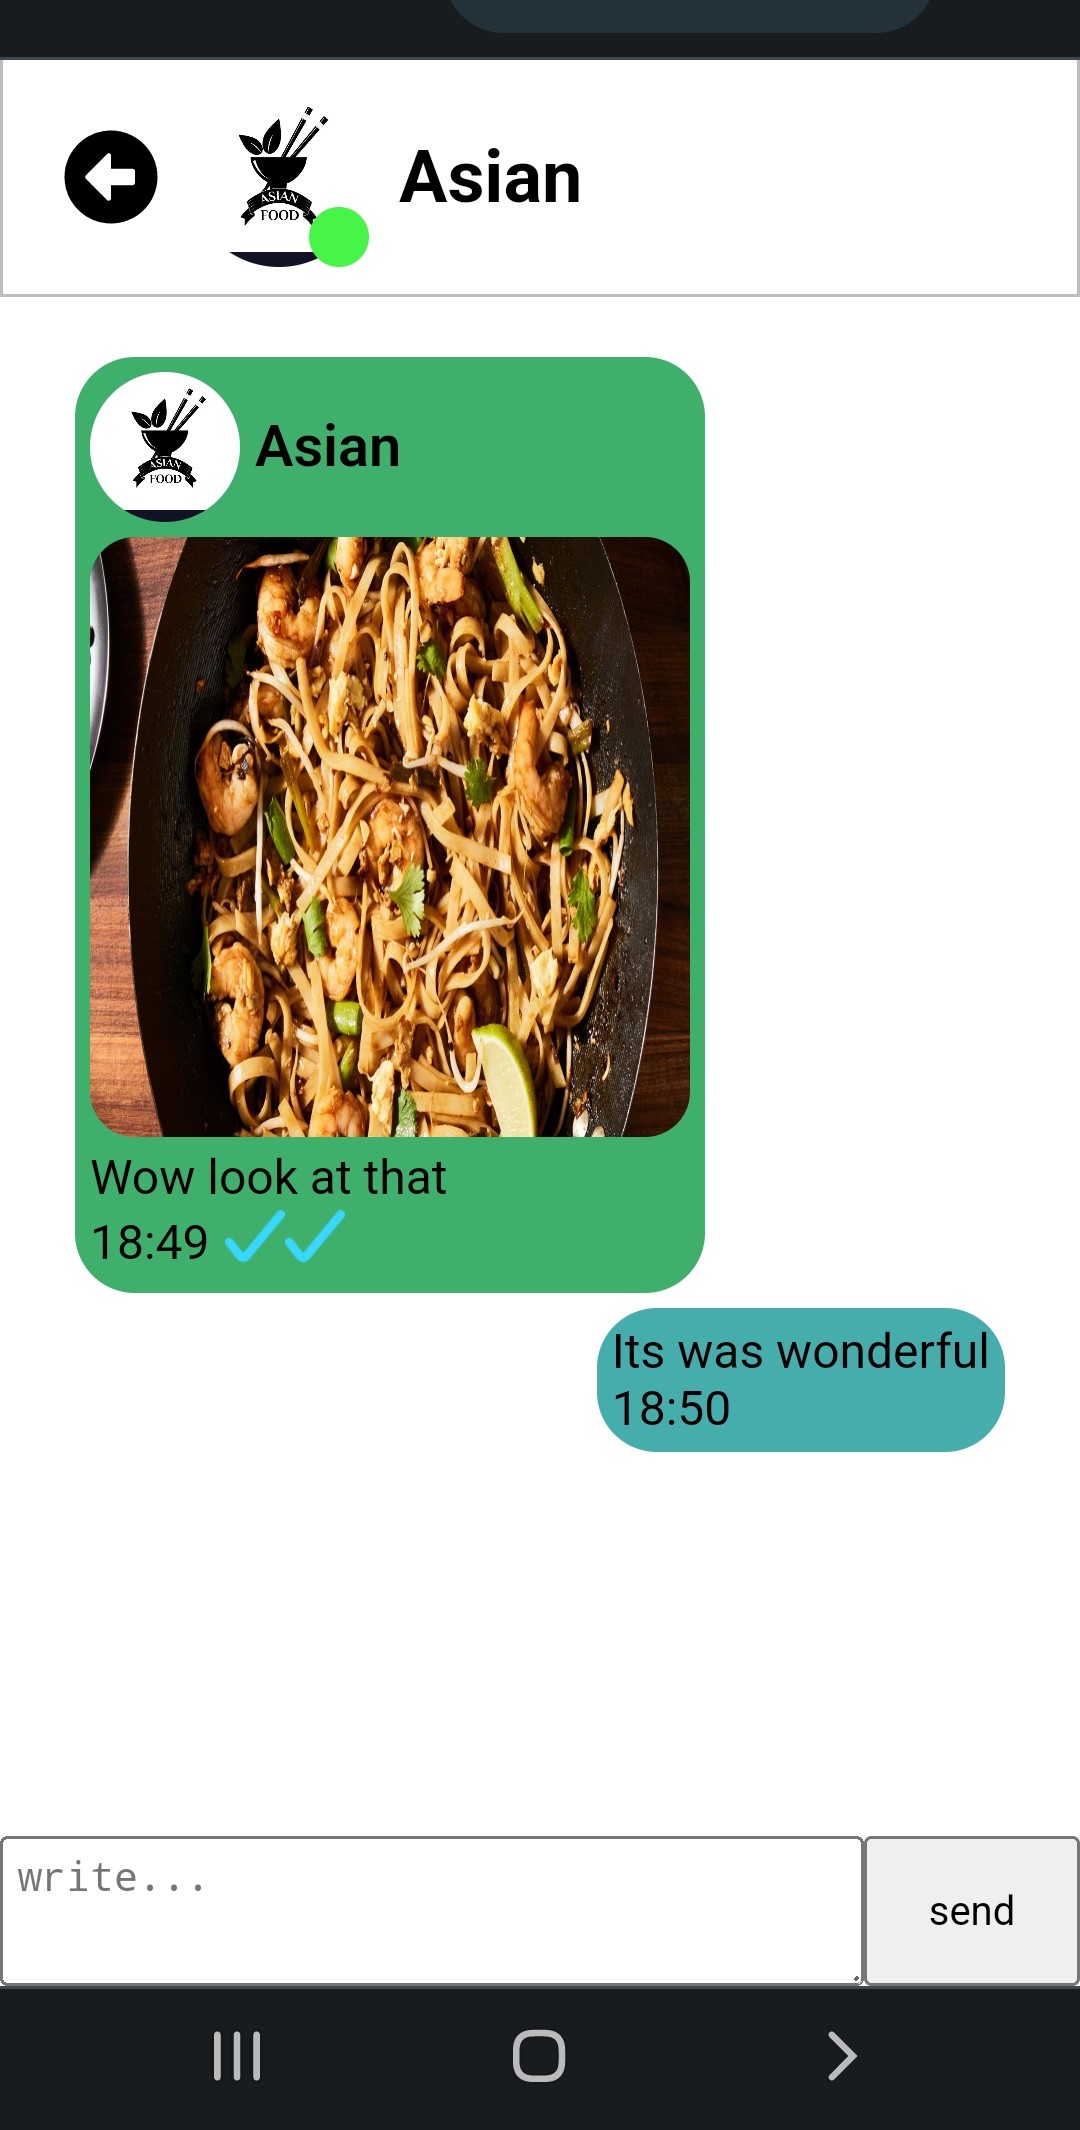 ASIAN
FOOD
Asian
ASIAN
FOOD
Asian
Wow look at that
18:49
Its was wonderful
18:50
write...
send